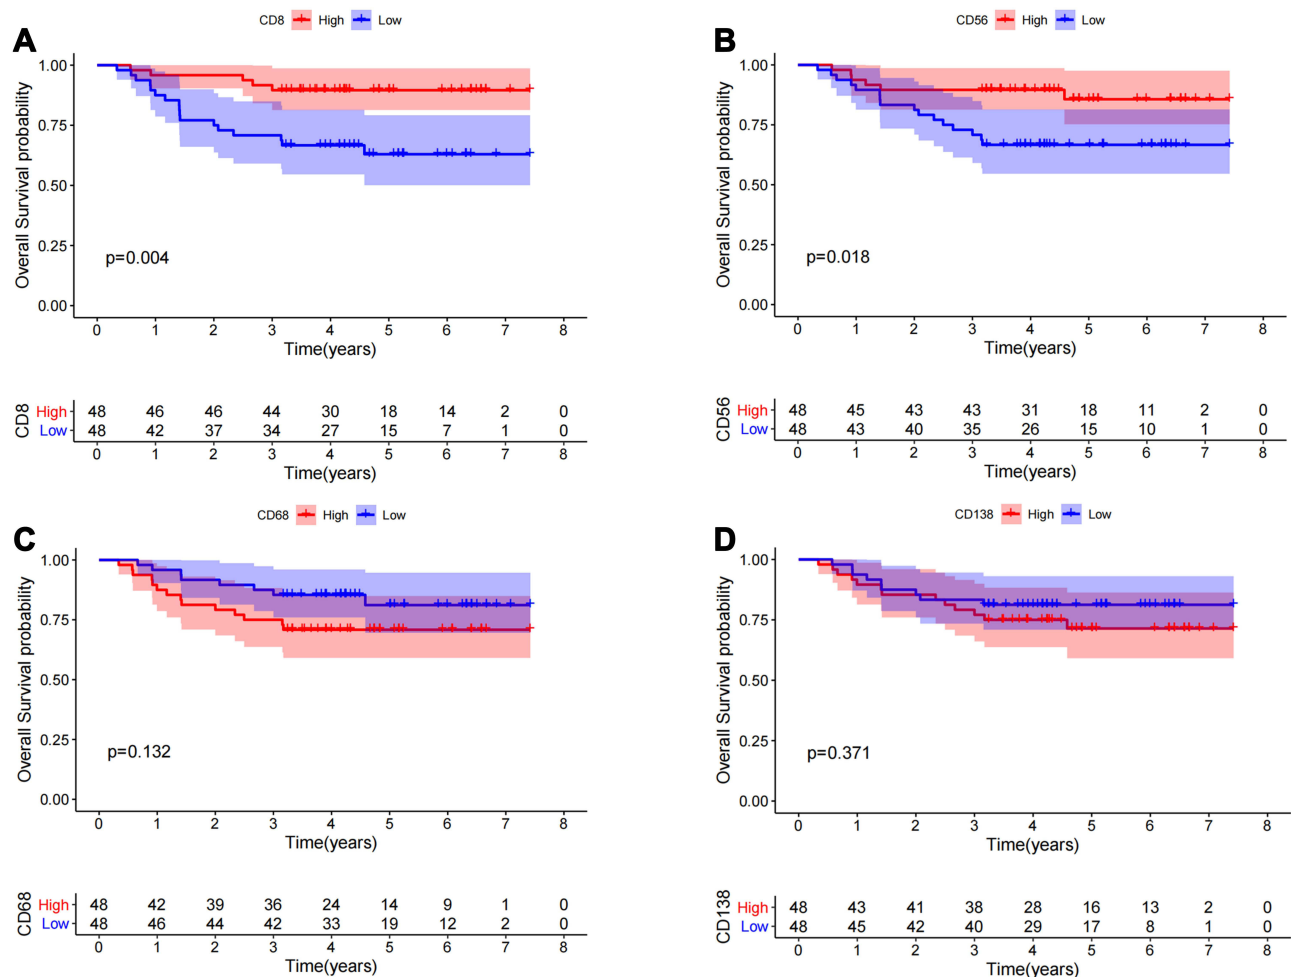 A
CD8 High Low
Overall Survival probability
1.00
0.75
0.50
0.25
0.00
p=0.004
0 1 2 3 4 5 6 7 8
Time(years)
CD8
High 48 46 46 44 30 18 14 2 0
Low 48 42 37 34 27 15 7 1 0
0 1 2 3 4 5 6 7 8
Time(years)
B
CD56 High Low
Overall Survival probability
1.00
0.75
0.50
0.25
0.00
p=0.018
0 1 2 3 4 5 6 7 8
Time(years)
CD56
High 48 45 43 43 31 18 11 2 0
Low 48 43 40 35 26 15 10 1 0
0 1 2 3 4 5 6 7 8
Time(years)
C
CD68 High Low
Overall Survival probability
1.00
0.75
0.50
0.25
0.00
p=0.132
0 1 2 3 4 5 6 7 8
Time(years)
CD68
High 48 42 39 36 24 14 9 1 0
Low 48 46 44 42 33 19 12 2 0
0 1 2 3 4 5 6 7 8
Time(years)
D
CD138 High Low
Overall Survival probability
1.00
0.75
0.50
0.25
0.00
p=0.371
0 1 2 3 4 5 6 7 8
Time(years)
CD138
High 48 43 41 38 28 16 13 2 0
Low 48 45 42 40 29 17 8 1 0
0 1 2 3 4 5 6 7 8
Time(years)